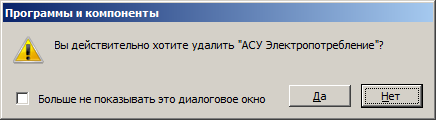 Программы и компоненты
Вы действительно хотите удалить "АСУ Электропотребление"?
Больше не показывать это диалоговое окно
Да
Нет